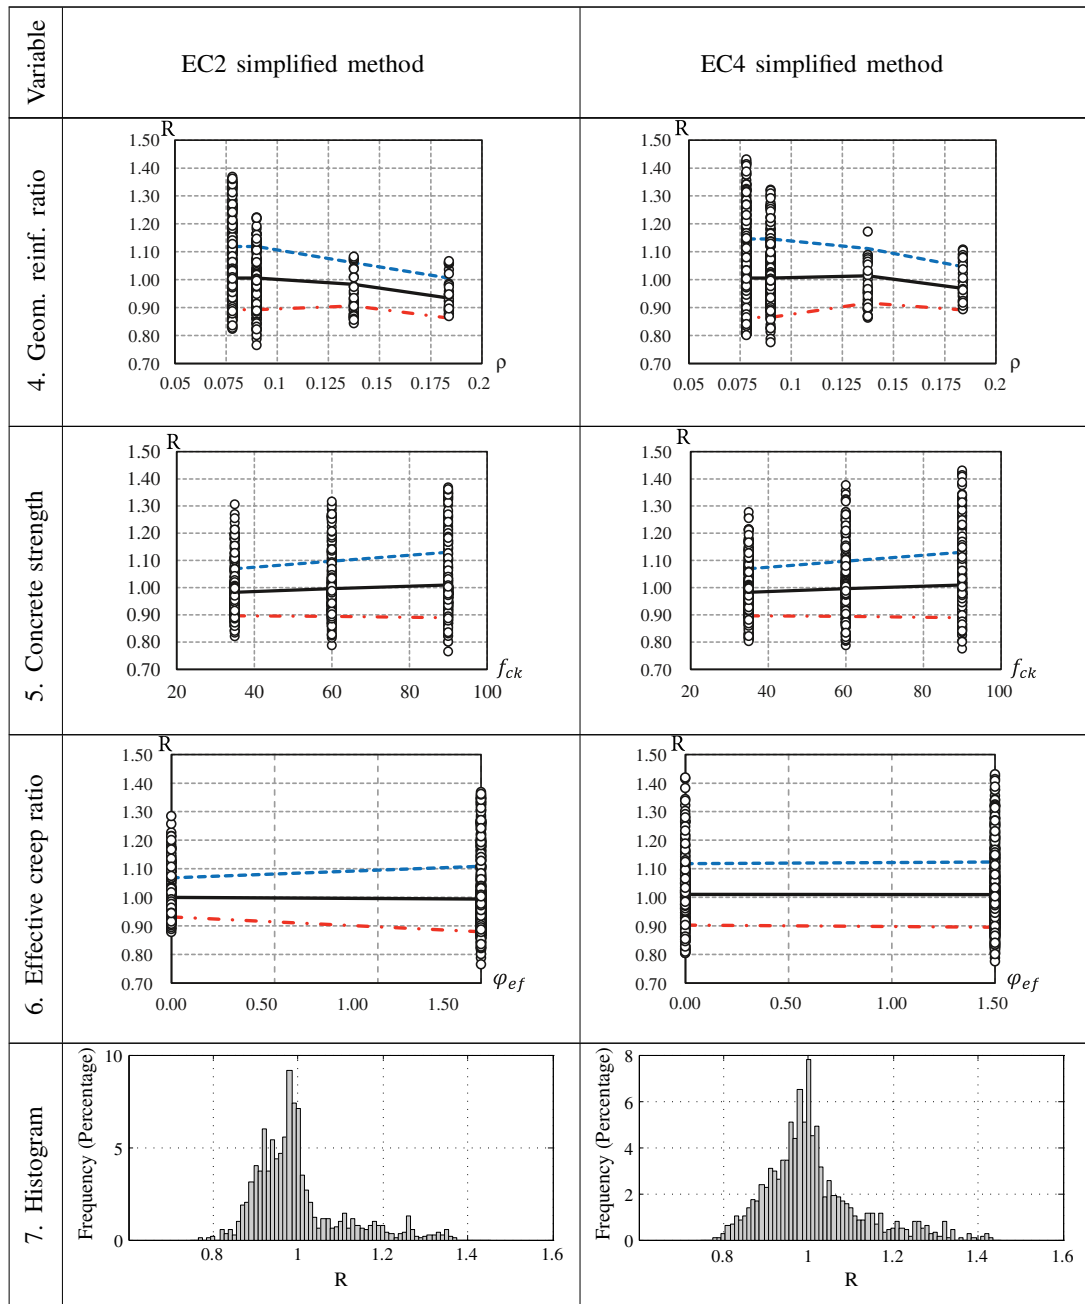 Variable
EC2 simplified method
EC4 simplified method
4. Geom. reinf. ratio
R
1.50
1.40
1.30
1.20
1.10
1.00
0.90
0.80
0.70
0.05 0.075 0.1 0.125 0.15 0.175 0.2
ρ
R
1.50
1.40
1.30
1.20
1.10
1.00
0.90
0.80
0.70
0.05 0.075 0.1 0.125 0.15 0.175 0.2
ρ
5. Concrete strength
R
1.50
1.40
1.30
1.20
1.10
1.00
0.90
0.80
0.70
20 40 60 80 100
f_ck
R
1.50
1.40
1.30
1.20
1.10
1.00
0.90
0.80
0.70
20 40 60 80 100
f_ck
6. Effective creep ratio
R
1.50
1.40
1.30
1.20
1.10
1.00
0.90
0.80
0.70
0.00 0.50 1.00 1.50
φ_ef
R
1.50
1.40
1.30
1.20
1.10
1.00
0.90
0.80
0.70
0.00 0.50 1.00 1.50
φ_ef
7. Histogram
Frequency (Percentage)
10
5
0
0.8 1 1.2 1.4 1.6
R
Frequency (Percentage)
8
6
4
2
0
0.8 1 1.2 1.4 1.6
R